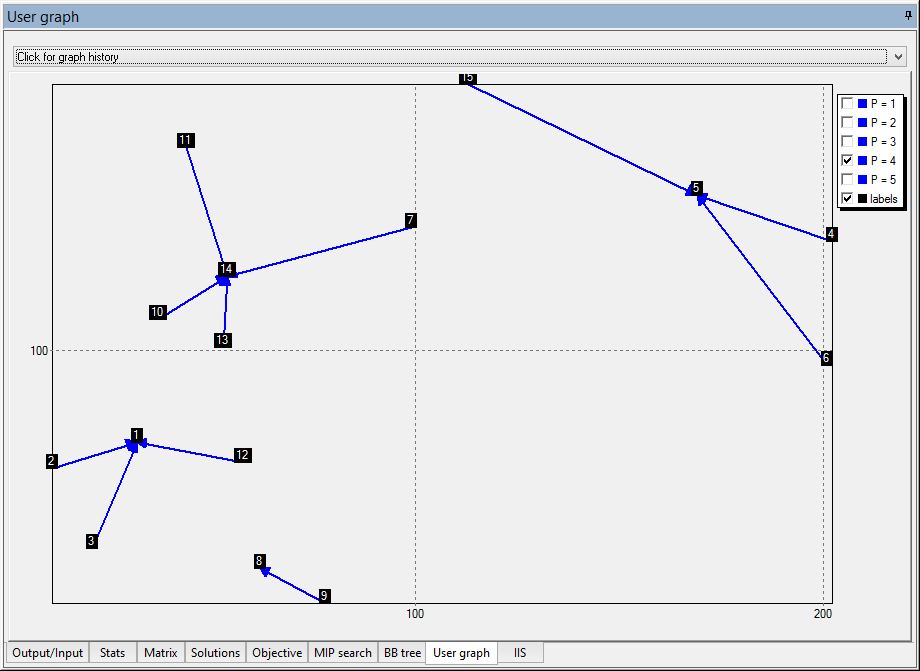 User graph
Click for graph history
15
P = 1
P = 2
P = 3
P = 4
P = 5
labels
11
5
7
4
14
10
13
100
6
1
2
12
3
8
9
100
200
Output/Input
Stats
Matrix
Solutions
Objective
MIP search
BB tree
User graph
IIS